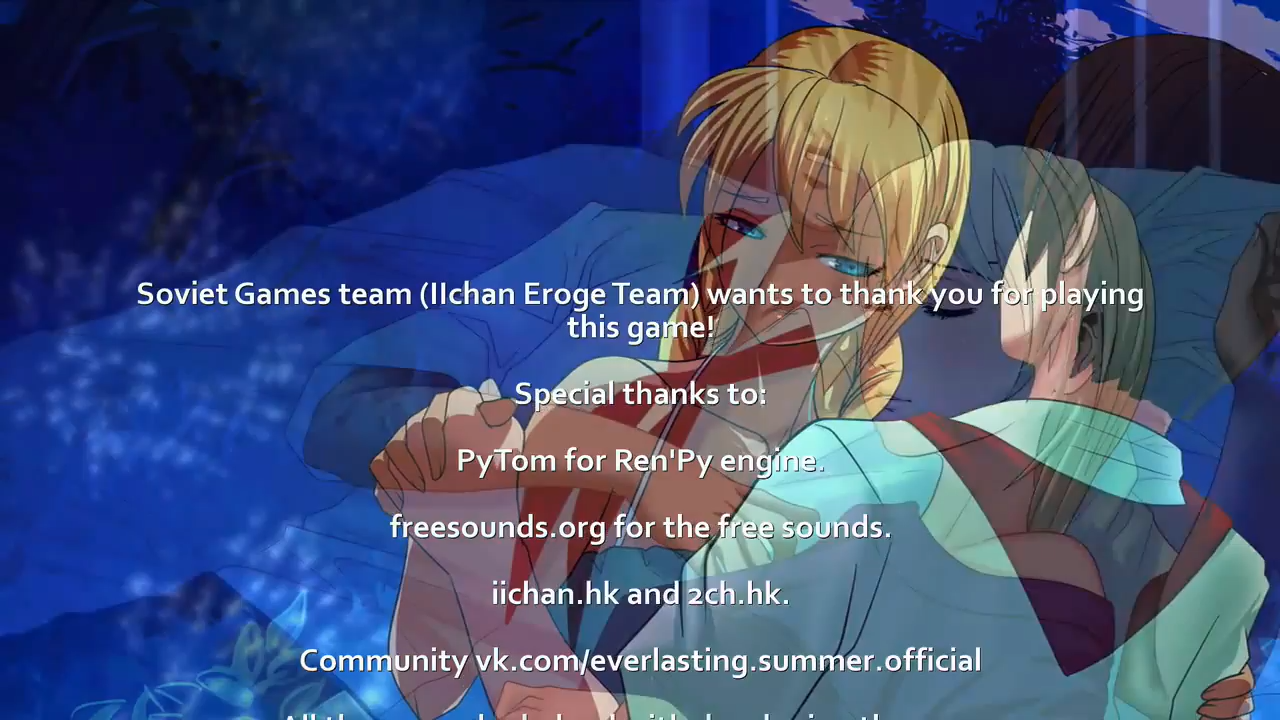 Soviet Games team (IIchan Eroge Team) wants to thank you for playing
this game!
Special thanks to:
PyTom for Ren'Py engine.
freesounds.org for the free sounds.
iichan.hk and 2ch.hk.
Community vk.com/everlasting.summer.official